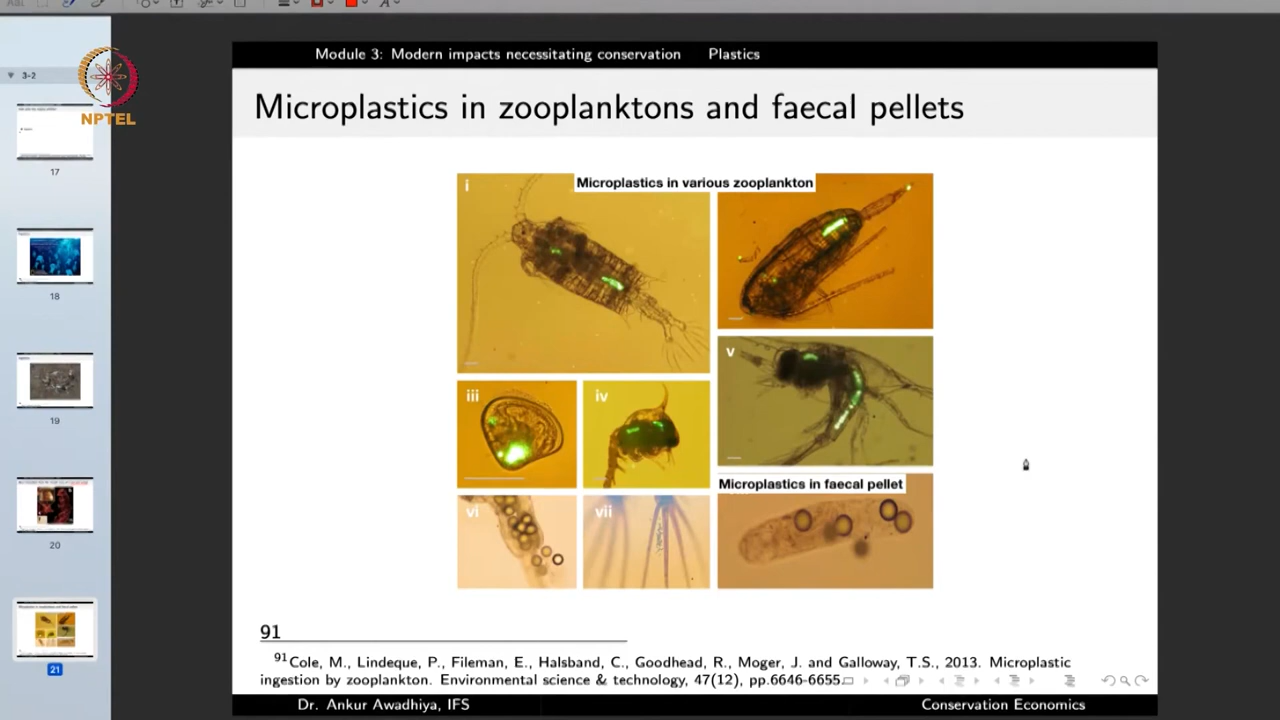 Module 3: Modern impacts necessitating conservation Plastics
3-2
NPTEL
Microplastics in zooplanktons and faecal pellets
17
18
19
20
21
i
Microplastics in various zooplankton
v
iii
iv
Microplastics in faecal pellet
vi
vii
91
91 Cole, M., Lindeque, P., Fileman, E., Halsband, C., Goodhead, R., Moger, J. and Galloway, T.S., 2013. Microplastic
ingestion by zooplankton. Environmental science & technology, 47(12), pp.6646-6655.
Dr. Ankur Awadhiya, IFS Conservation Economics